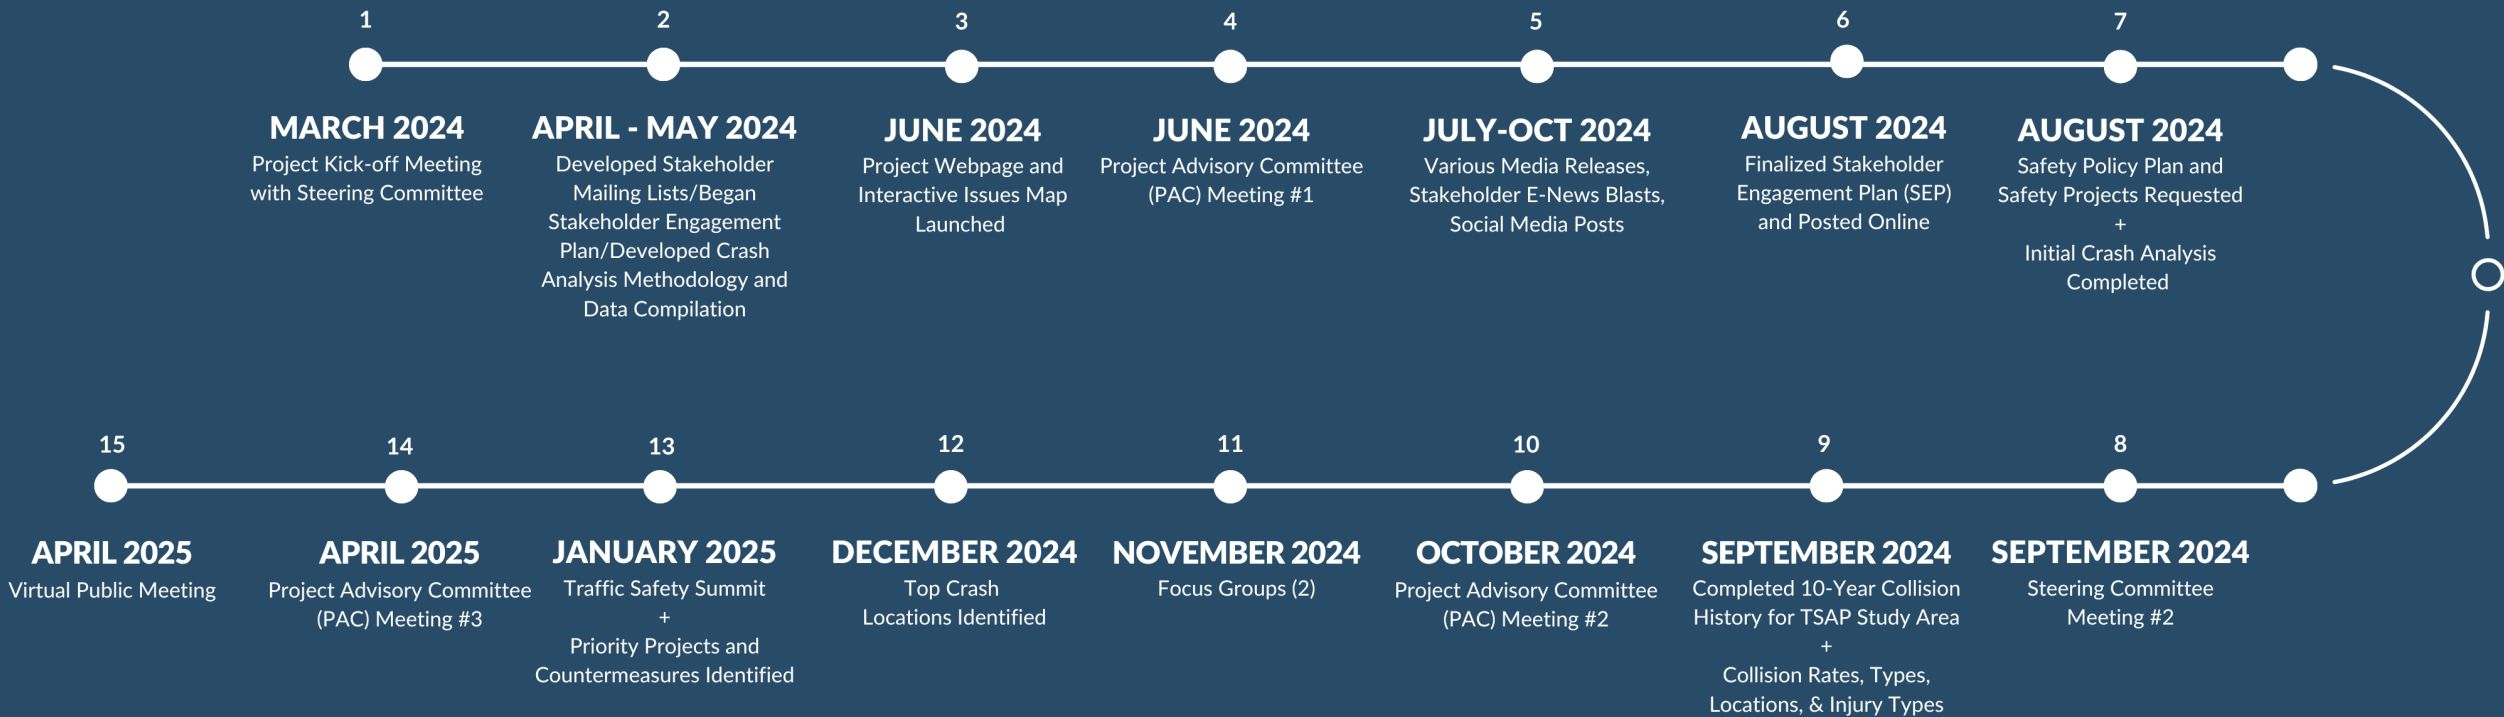 1
MARCH 2024
Project Kick-off Meeting
with Steering Committee
2
APRIL - MAY 2024
Developed Stakeholder
Mailing Lists/Began
Stakeholder Engagement
Plan/Developed Crash
Analysis Methodology and
Data Compilation
3
JUNE 2024
Project Webpage and
Interactive Issues Map
Launched
4
JUNE 2024
Project Advisory Committee
(PAC) Meeting #1
5
JULY-OCT 2024
Various Media Releases,
Stakeholder E-News Blasts,
Social Media Posts
6
AUGUST 2024
Finalized Stakeholder
Engagement Plan (SEP)
and Posted Online
7
AUGUST 2024
Safety Policy Plan and
Safety Projects Requested
+
Initial Crash Analysis
Completed
8
SEPTEMBER 2024
Steering Committee
Meeting #2
9
SEPTEMBER 2024
Completed 10-Year Collision
History for TSAP Study Area
+
Collision Rates, Types,
Locations, & Injury Types
10
OCTOBER 2024
Project Advisory Committee
(PAC) Meeting #2
11
NOVEMBER 2024
Focus Groups (2)
12
DECEMBER 2024
Top Crash
Locations Identified
13
JANUARY 2025
Traffic Safety Summit
+
Priority Projects and
Countermeasures Identified
14
APRIL 2025
Project Advisory Committee
(PAC) Meeting #3
15
APRIL 2025
Virtual Public Meeting